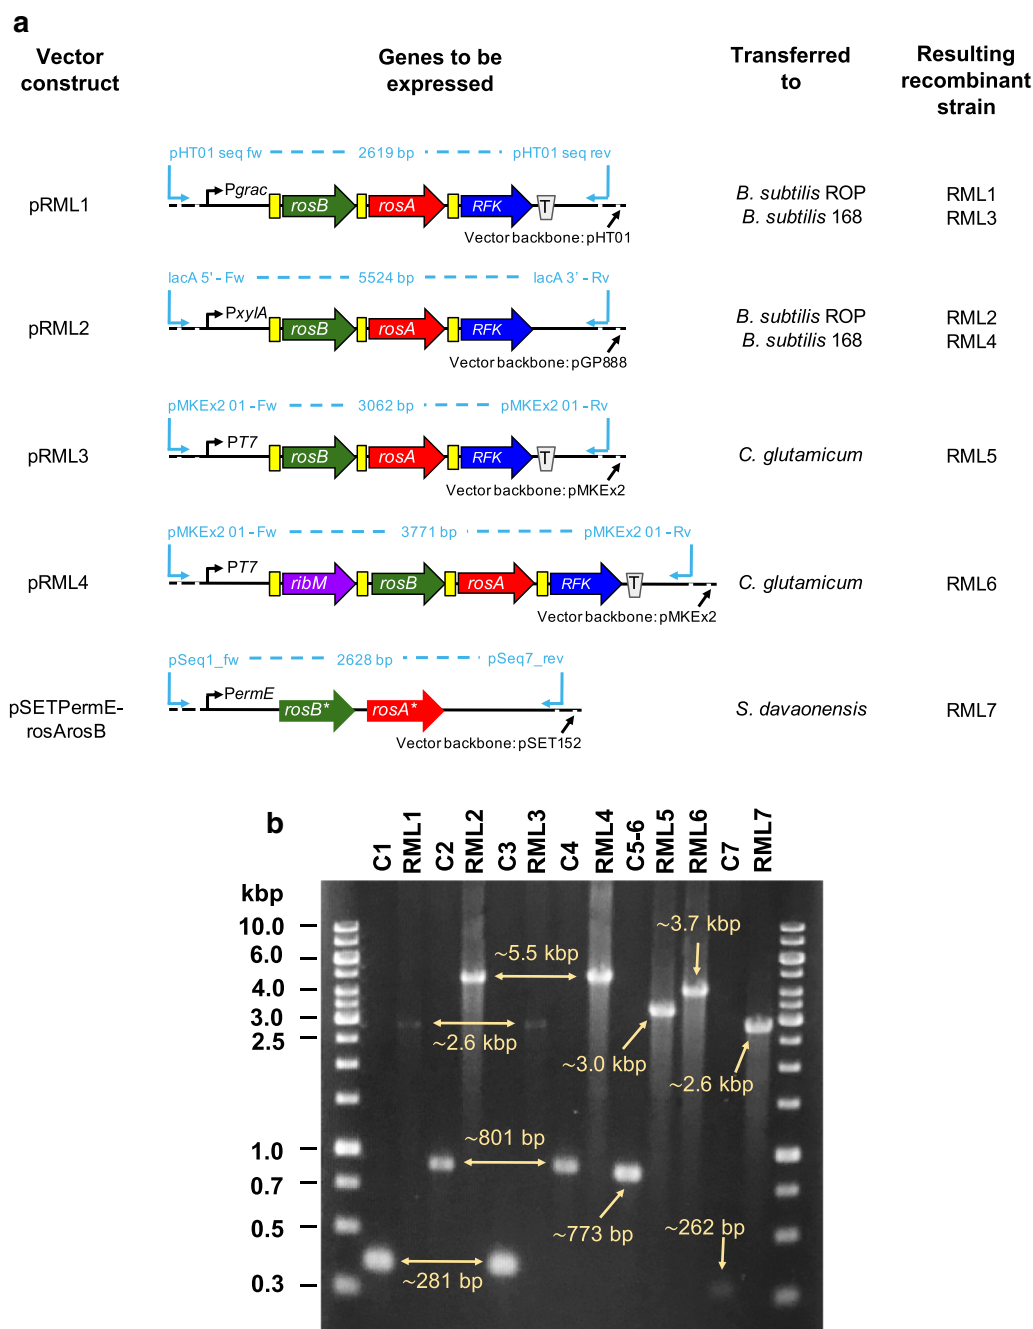 a
Vector construct
Genes to be expressed
Transferred to
Resulting recombinant strain
pHT01 seq fw
2619 bp
pHT01 seq rev
pRML1
Pgrac
rosB
rosA
RFK
T
Vector backbone: pHT01
B. subtilis ROP
B. subtilis 168
RML1
RML3
lacA 5' - Fw
5524 bp
lacA 3' - Rv
pRML2
PxylA
rosB
rosA
RFK
Vector backbone: pGP888
B. subtilis ROP
B. subtilis 168
RML2
RML4
pMKEx2 01 - Fw
3062 bp
pMKEx2 01 - Rv
pRML3
PT7
rosB
rosA
RFK
T
Vector backbone: pMKEx2
C. glutamicum
RML5
pMKEx2 01 - Fw
3771 bp
pMKEx2 01 - Rv
pRML4
PT7
ribM
rosB
rosA
RFK
T
Vector backbone: pMKEx2
C. glutamicum
RML6
pSeq1_fw
2628 bp
pSeq7_rev
pSETPermE-
rosArosB
PermE
rosB*
rosA*
Vector backbone: pSET152
S. davaonensis
RML7
b
C1
RML1
C2
RML2
C3
RML3
C4
RML4
C5-6
RML5
RML6
C7
RML7
kbp
10.0
6.0
4.0
3.0
2.5
1.0
0.7
0.5
0.3
~3.7 kbp
~5.5 kbp
~2.6 kbp
~3.0 kbp
~2.6 kbp
~801 bp
~773 bp
~262 bp
~281 bp